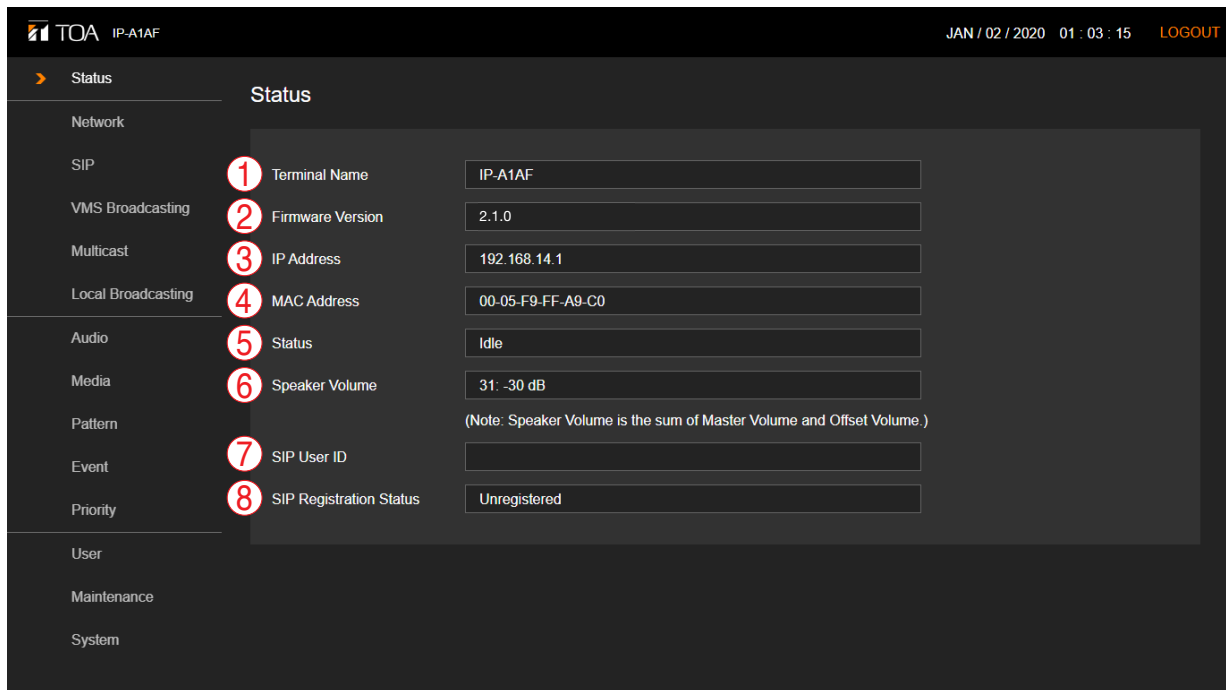 TOA IP-A1AF JAN / 02 / 2020 01 : 03 : 15 LOGOUT
Status
Network
SIP
VMS Broadcasting
Multicast
Local Broadcasting
Audio
Media
Pattern
Event
Priority
User
Maintenance
System
Status
1 Terminal Name IP-A1AF
2 Firmware Version 2.1.0
3 IP Address 192.168.14.1
4 MAC Address 00-05-F9-FF-A9-C0
5 Status Idle
6 Speaker Volume 31: -30 dB
(Note: Speaker Volume is the sum of Master Volume and Offset Volume.)
7 SIP User ID
8 SIP Registration Status Unregistered